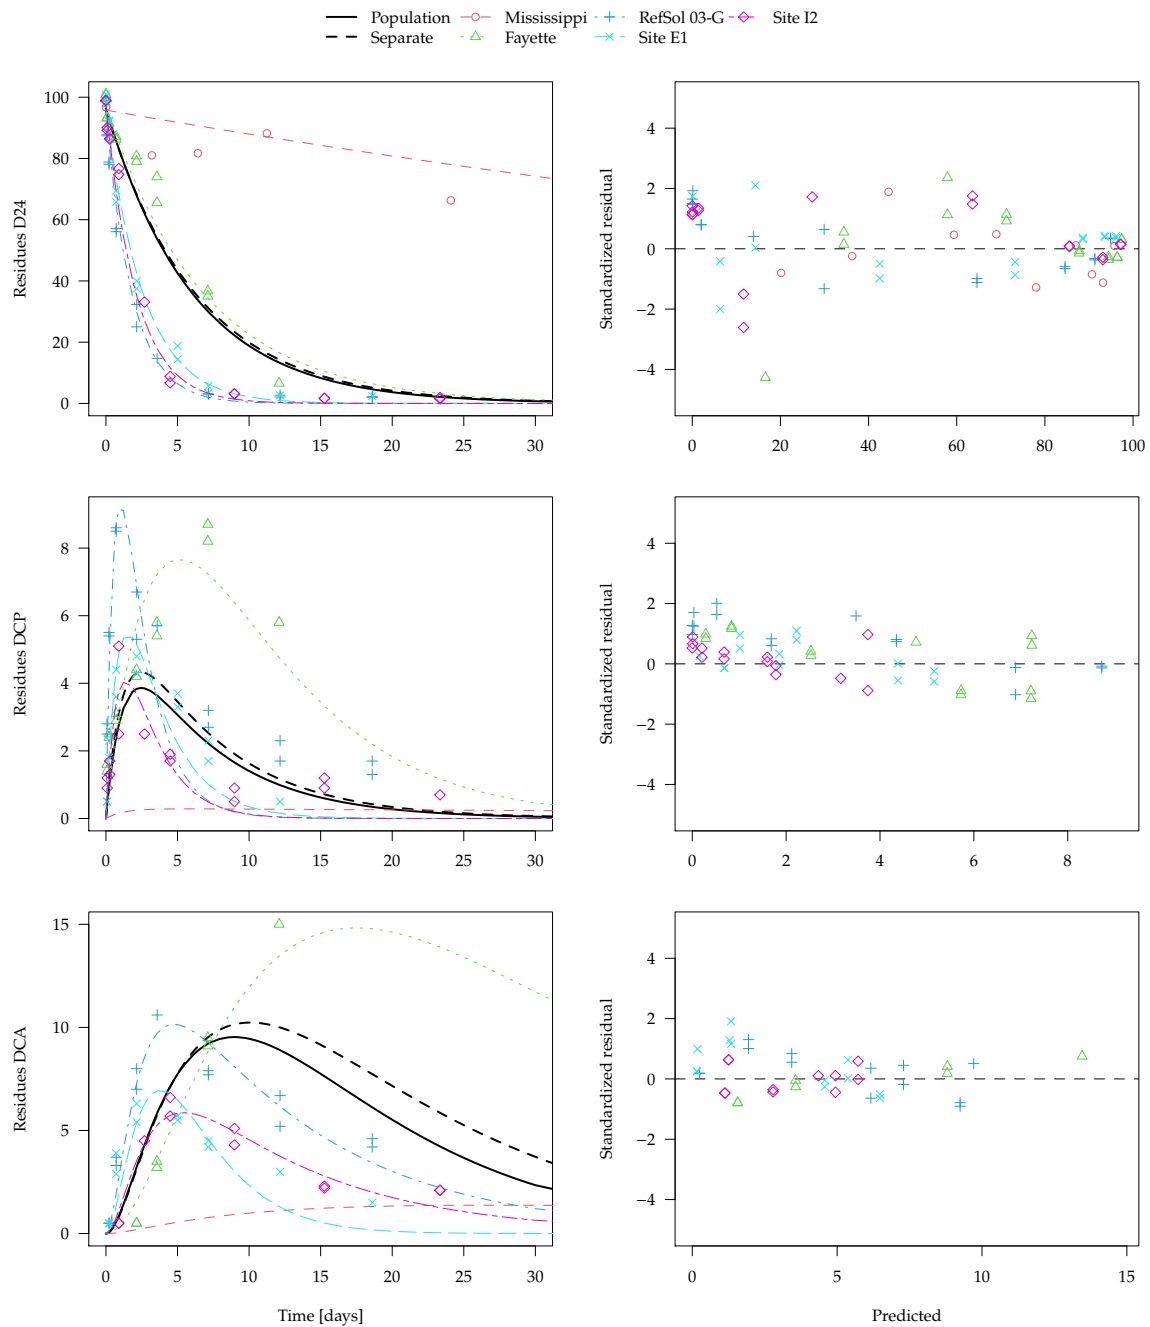 Population Mississippi RefSol 03-G Site I2
Separate Fayette Site E1
Residues D24
100
80
60
40
20
0
0 5 10 15 20 25 30
Standardized residual
4
2
0
−2
−4
0 20 40 60 80 100
Residues DCP
8
6
4
2
0
0 5 10 15 20 25 30
Standardized residual
4
2
0
−2
−4
0 2 4 6 8
Residues DCA
15
10
5
0
0 5 10 15 20 25 30
Time [days]
Standardized residual
4
2
0
−2
−4
0 5 10 15
Predicted